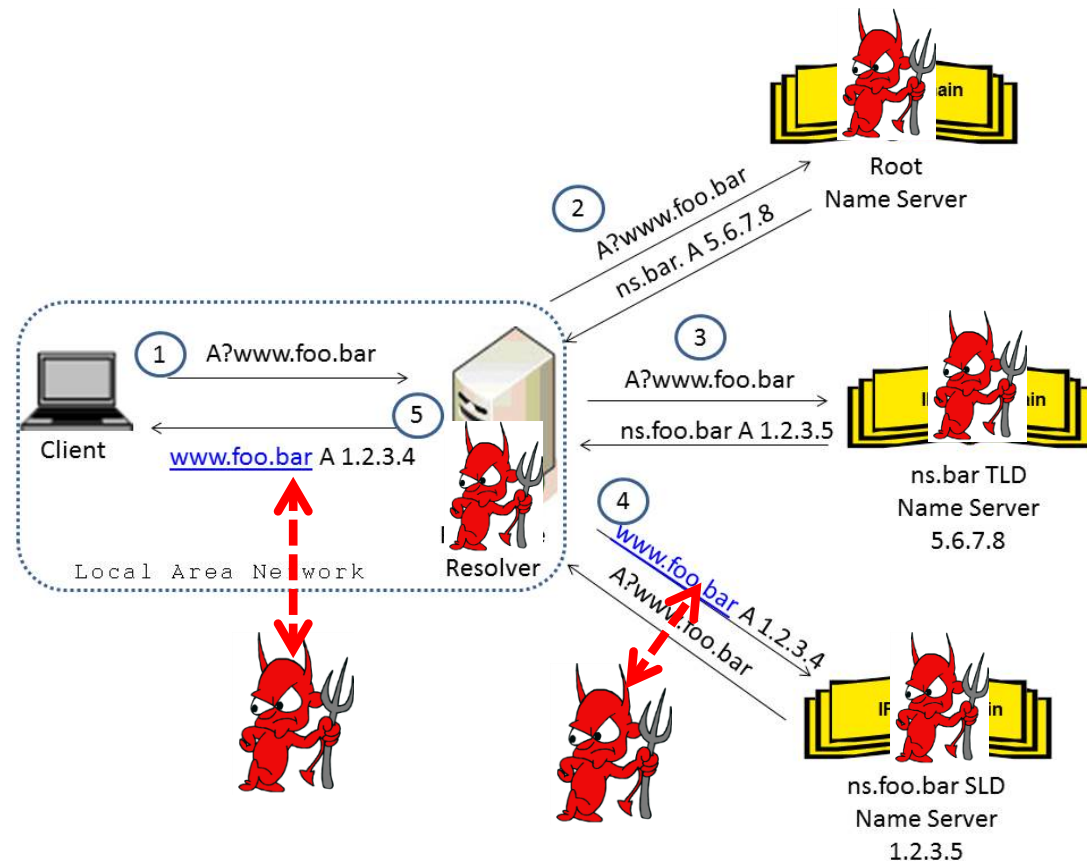 ain
Root
Name Server
2
A?www.foo.bar
ns.bar. A 5.6.7.8
1
A?www.foo.bar
5
www.foo.bar A 1.2.3.4
Client
Resolver
Local Area Network
3
A?www.foo.bar
ns.foo.bar A 1.2.3.5
ain
ns.bar TLD
Name Server
5.6.7.8
4
www.foo.bar A 1.2.3.4
A?www.foo.bar
in
ns.foo.bar SLD
Name Server
1.2.3.5